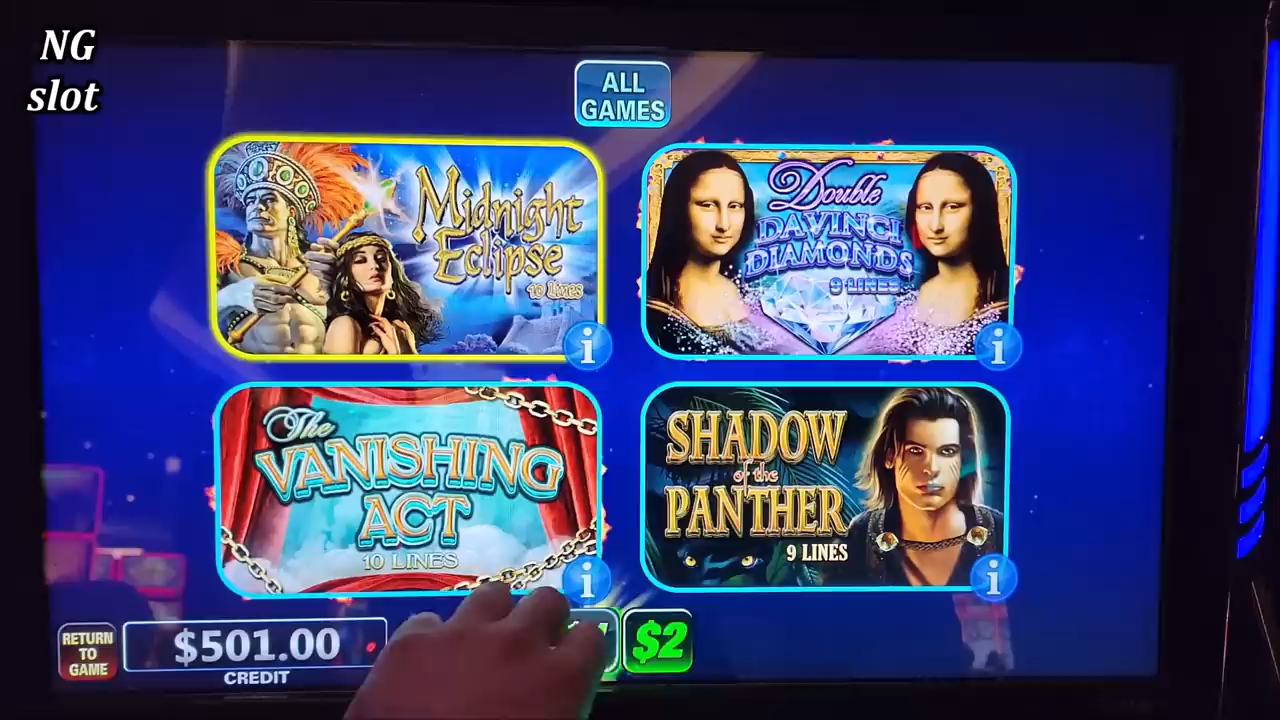 NG
slot
ALL
GAMES
Midnight
Eclipse
10 Lines
i
Double
DAVINCI
DIAMONDS
9 LINES
i
The
VANISHING
ACT
10 LINES
i
SHADOW
of the
PANTHER
9 LINES
i
RETURN
TO
GAME
$501.00
CREDIT
$2